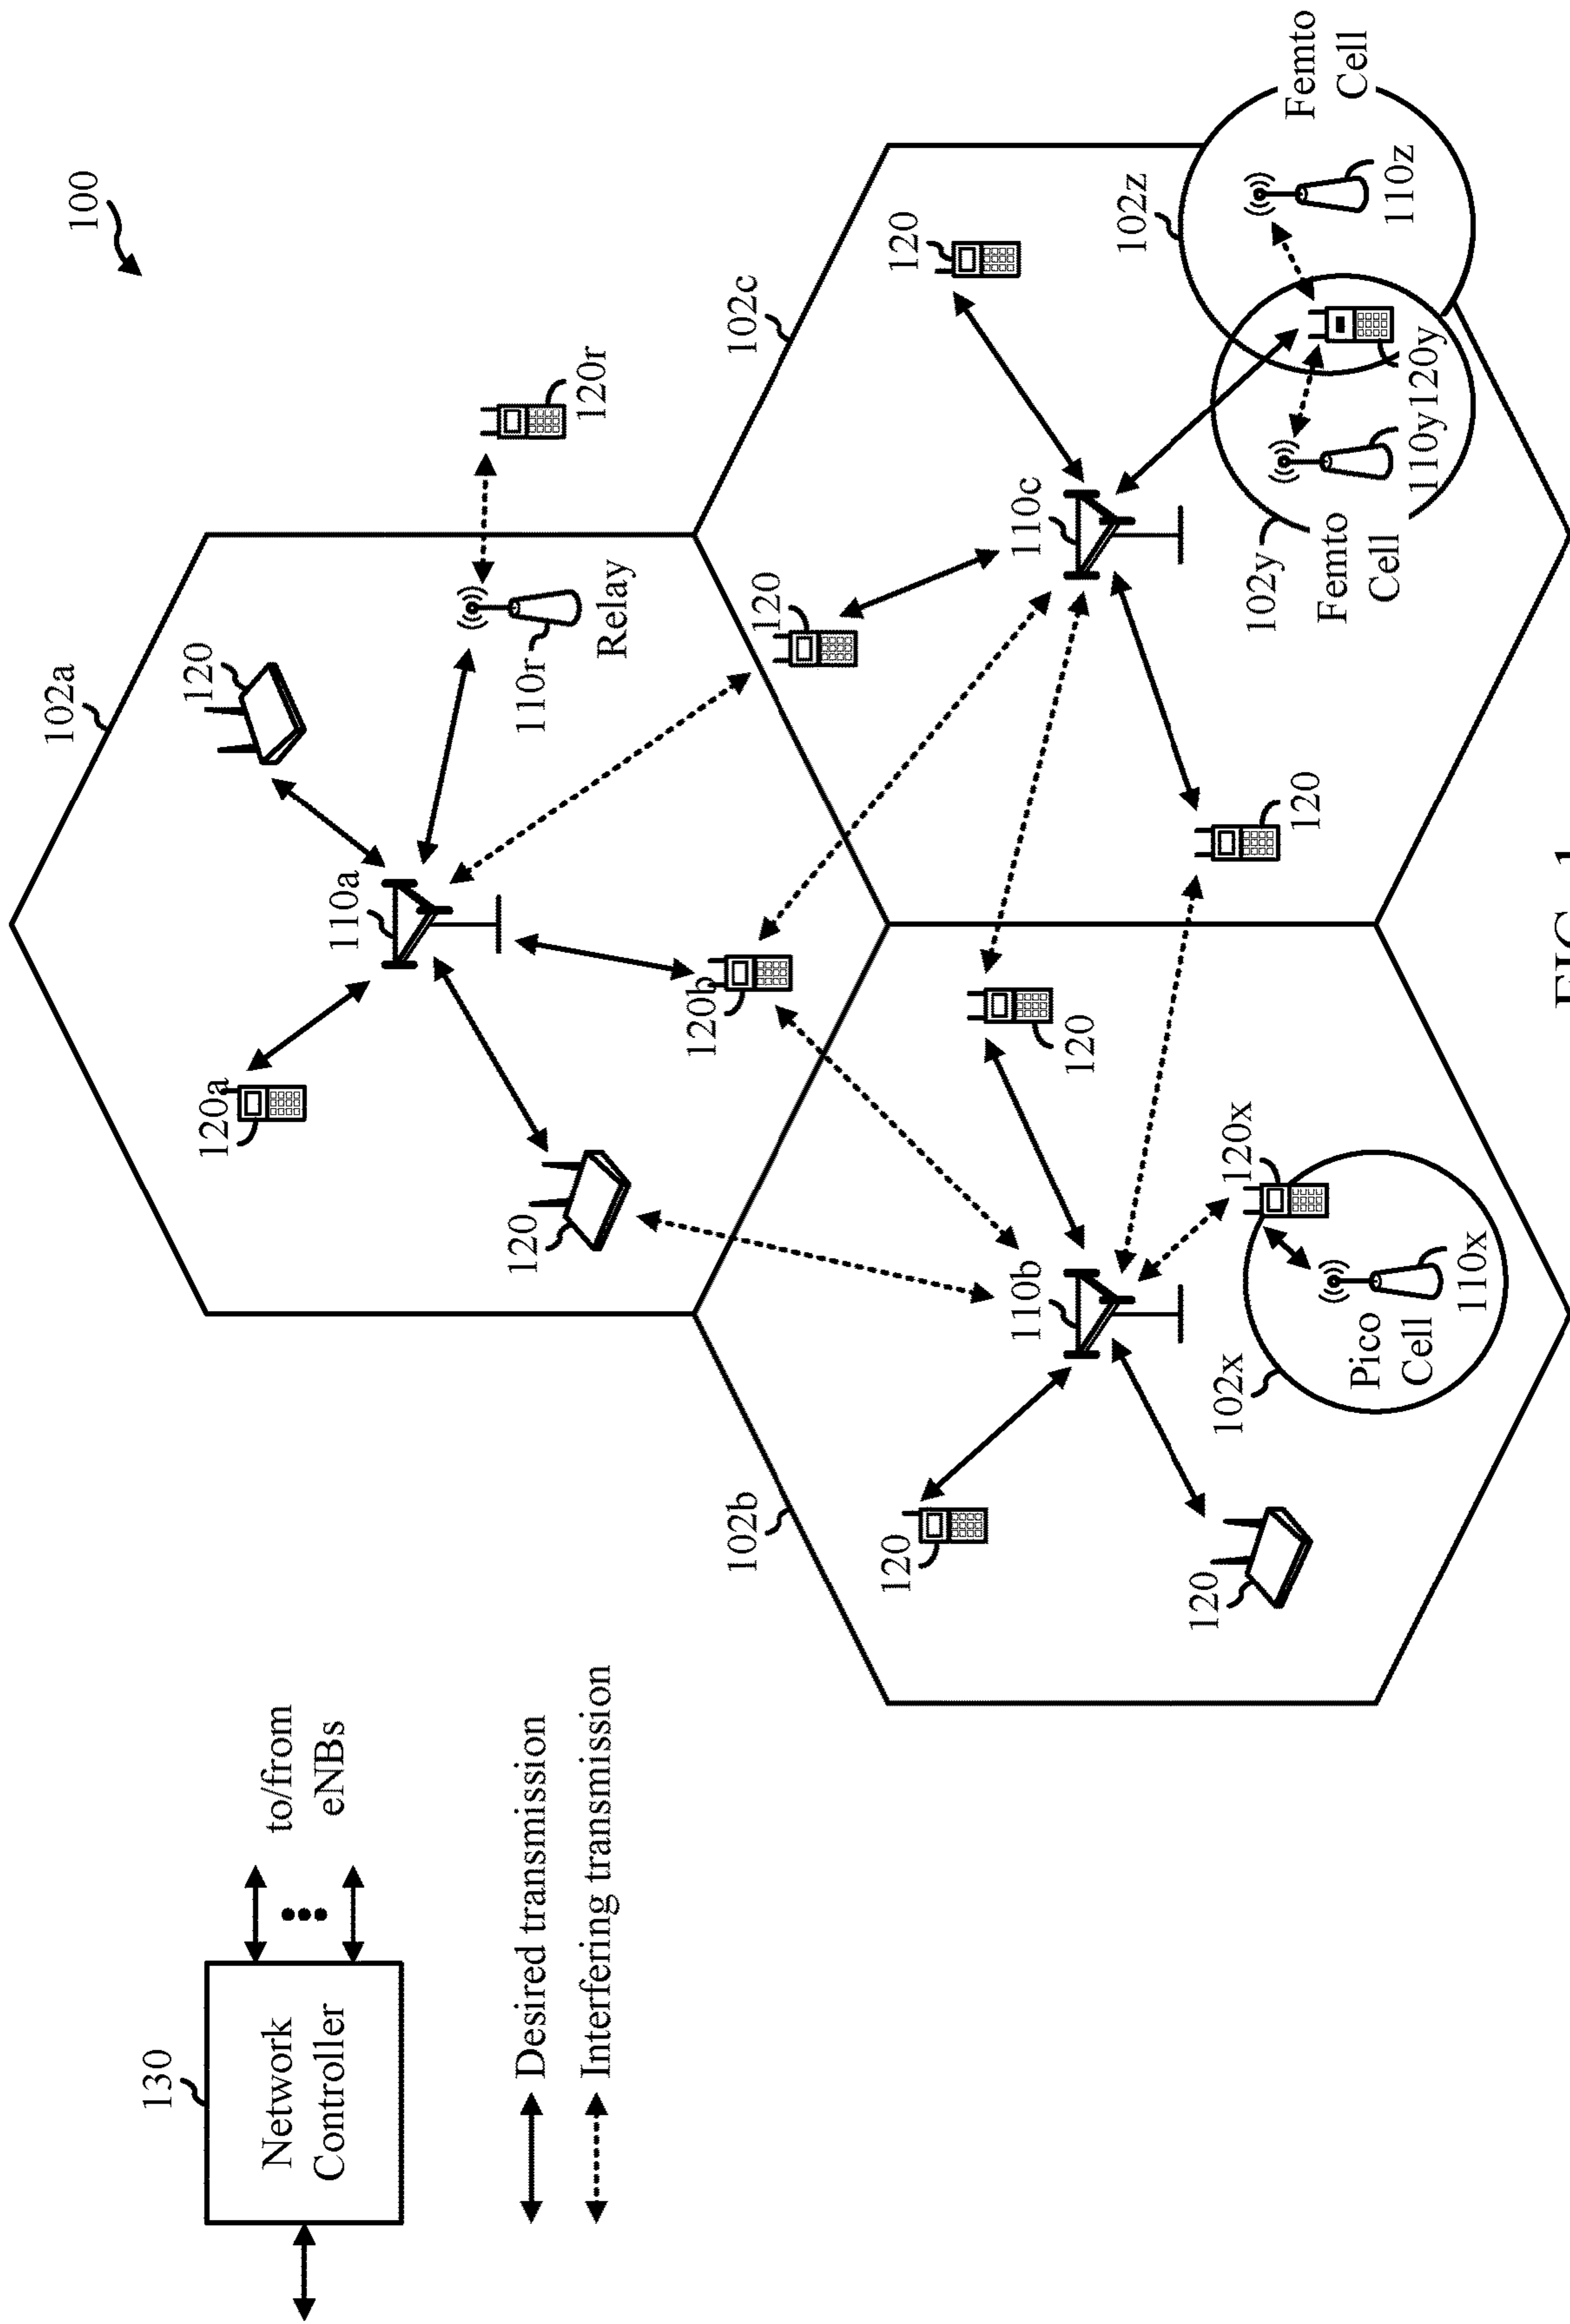 100
130
Network
Controller
to/from
eNBs
Desired transmission
Interfering transmission
102a
120a
110a
120
120
120b
110r
Relay
120r
102b
120
110b
120
120
120x
102x
Pico
Cell
110x
102c
120
110c
120
120
102z
Femto
Cell
110z
102y
Femto
Cell
110y
120y
FIG. 1